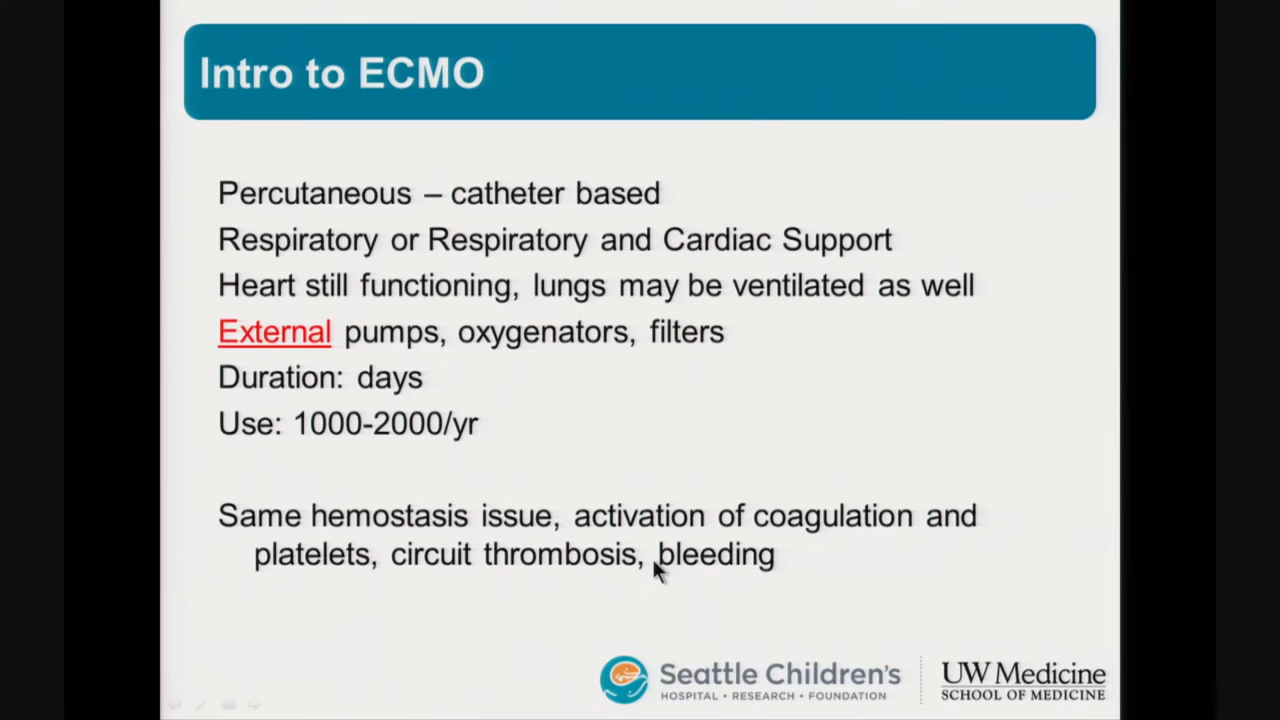 Intro to ECMO
Percutaneous – catheter based
Respiratory or Respiratory and Cardiac Support
Heart still functioning, lungs may be ventilated as well
External pumps, oxygenators, filters
Duration: days
Use: 1000-2000/yr
Same hemostasis issue, activation of coagulation and
platelets, circuit thrombosis, bleeding
Seattle Children's
HOSPITAL • RESEARCH • FOUNDATION
UW Medicine
SCHOOL OF MEDICINE